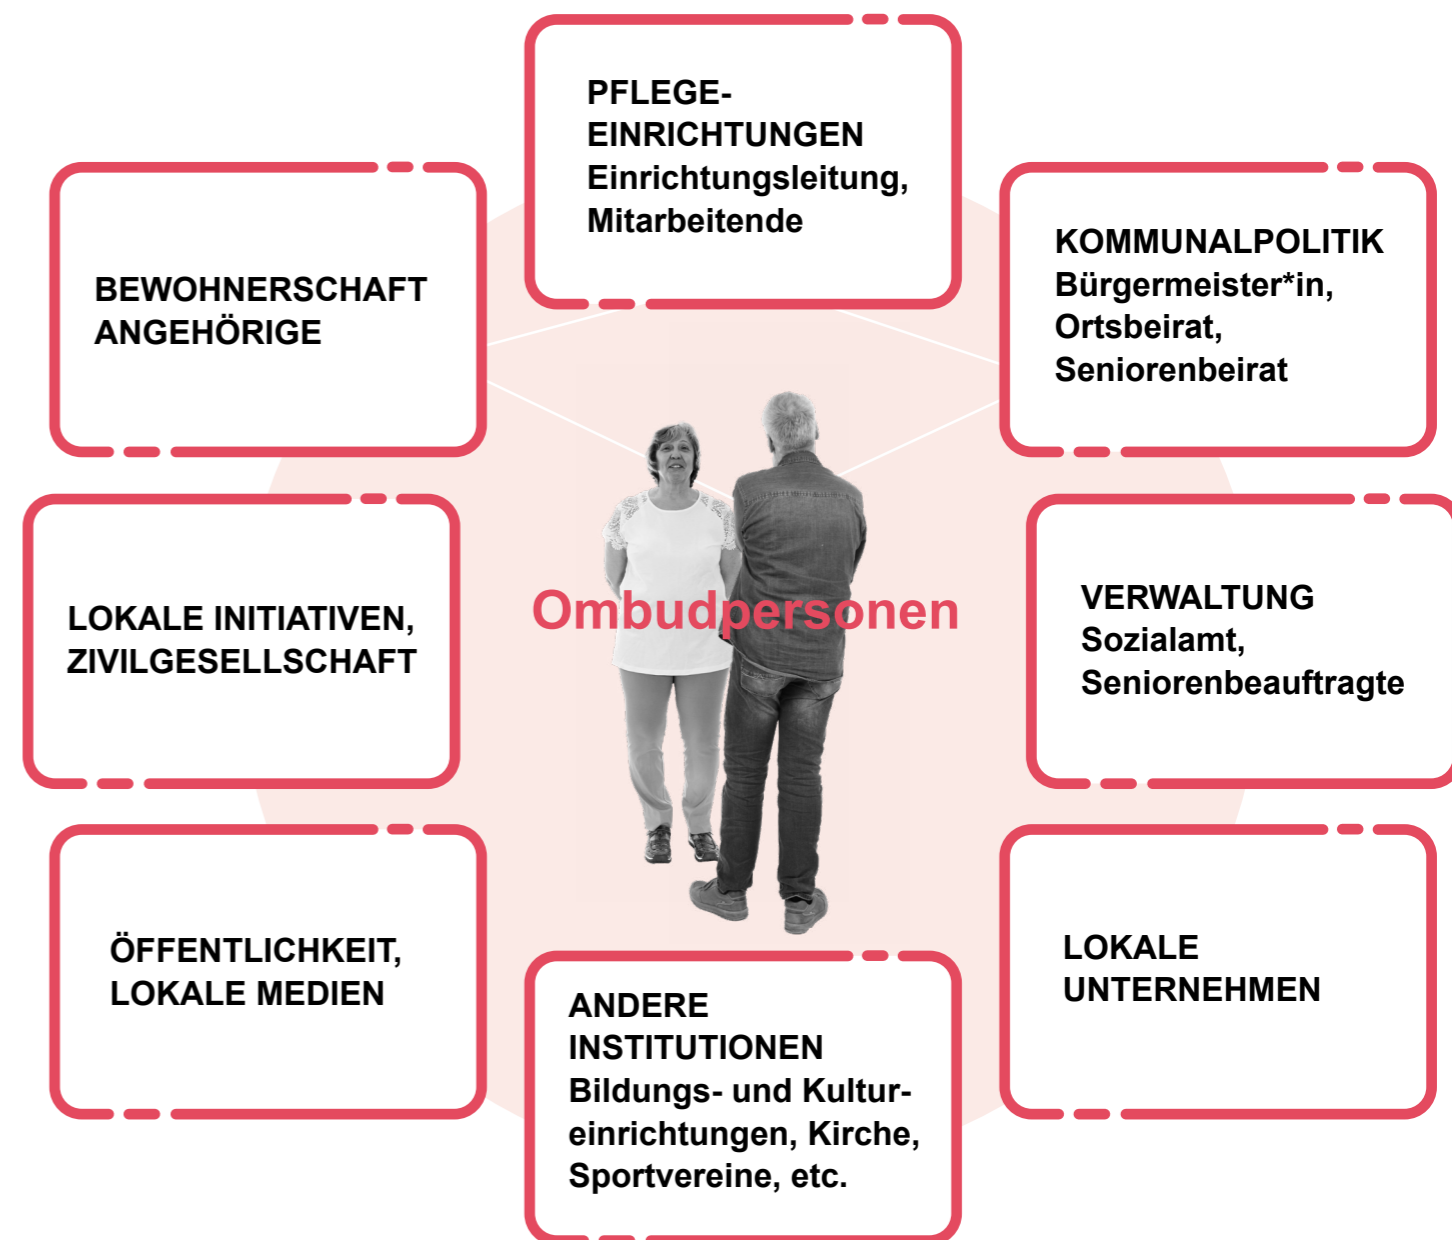 PFLEGE-
EINRICHTUNGEN
Einrichtungsleitung,
Mitarbeitende
BEWOHNERSCHAFT
ANGEHÖRIGE
KOMMUNALPOLITIK
Bürgermeister*in,
Ortsbeirat,
Seniorenbeirat
LOKALE INITIATIVEN,
ZIVILGESELLSCHAFT
Ombudpersonen
VERWALTUNG
Sozialamt,
Seniorenbeauftragte
ÖFFENTLICHKEIT,
LOKALE MEDIEN
ANDERE
INSTITUTIONEN
Bildungs- und Kultur-
einrichtungen, Kirche,
Sportvereine, etc.
LOKALE
UNTERNEHMEN